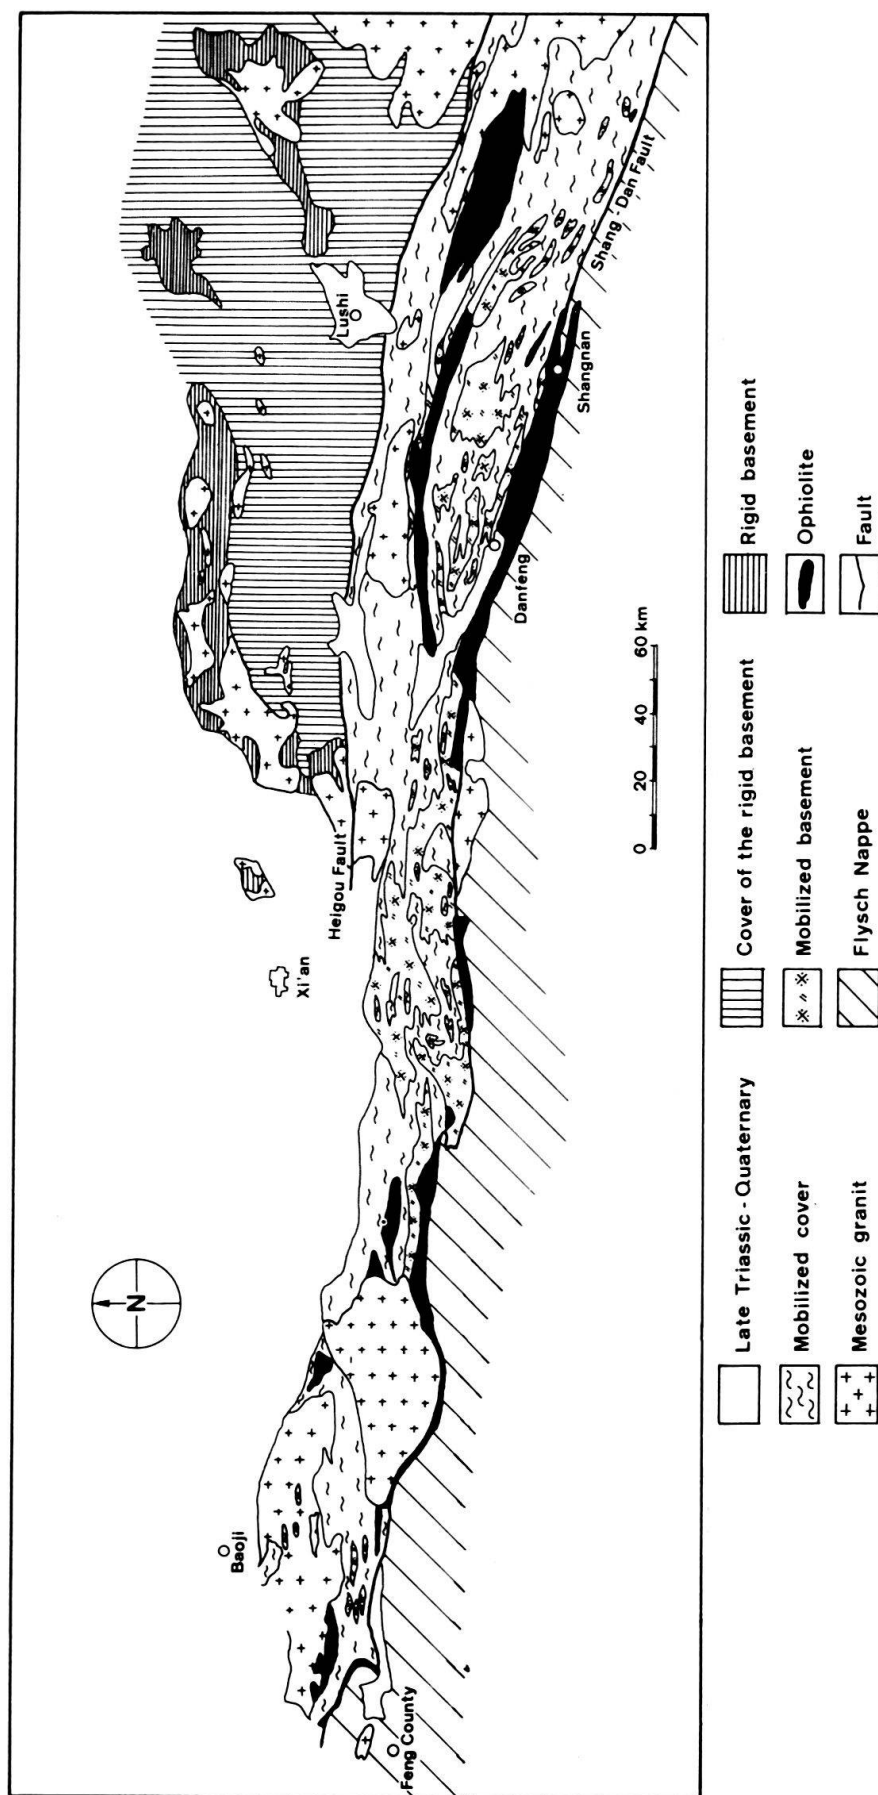 Baoji
Feng County
N
Xi'an
Heigou Fault
Lushi
Danfeng
Shangnan
Shang - Dan Fault
0 20 40 60 km
Late Triassic - Quaternary
Cover of the rigid basement
Rigid basement
Mobilized cover
Mobilized basement
Ophiolite
Mesozoic granit
Flysch Nappe
Fault